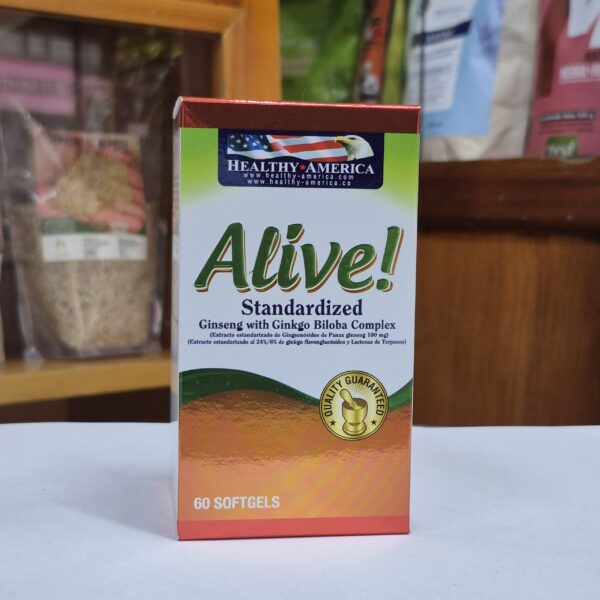 HEALTHY★AMERICA
www.healthy-america.com
www.healthy-america.co
Alive!
Standardized
Ginseng with Ginkgo Biloba Complex
(Extracto estandarizado de Ginsenósidos de Panax ginseng 100 mg)
(Extracto estandarizado al 24%/6% de ginkgo flavonglucósidos y Lactonas de Terpenos)
QUALITY GUARANTEED
60 SOFTGELS